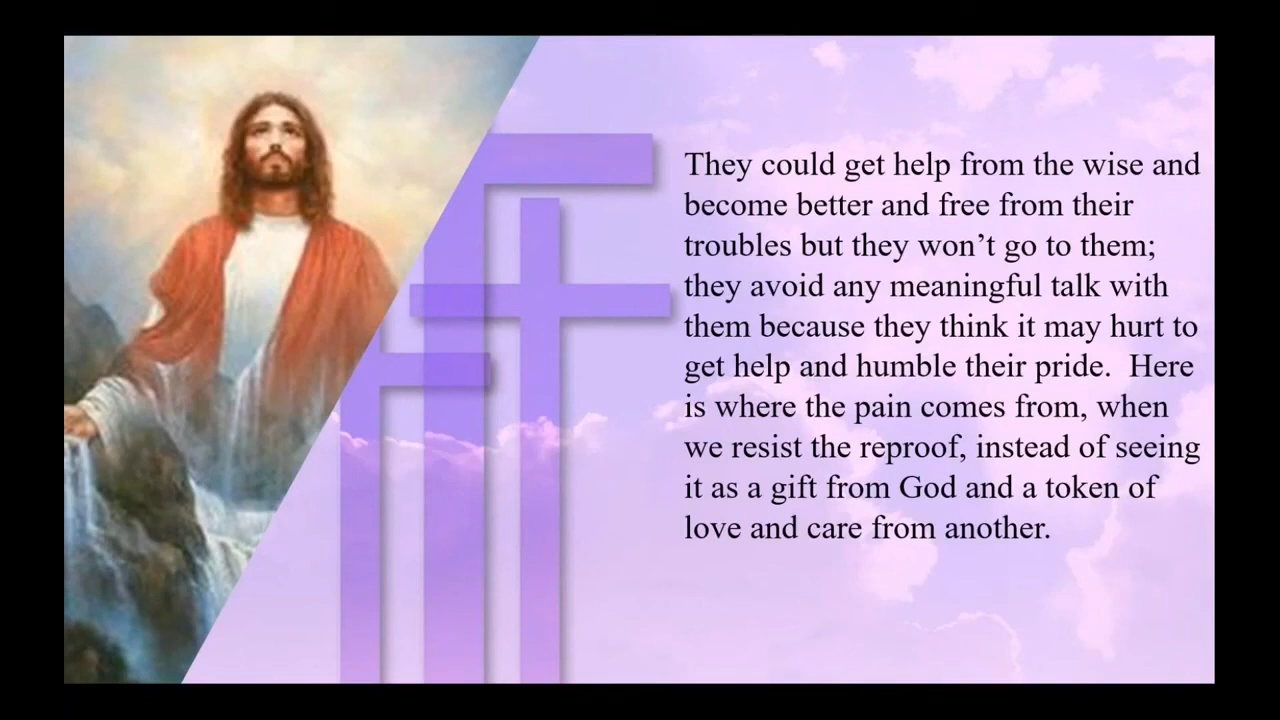 They could get help from the wise and
become better and free from their
troubles but they won’t go to them;
they avoid any meaningful talk with
them because they think it may hurt to
get help and humble their pride.  Here
is where the pain comes from, when
we resist the reproof, instead of seeing
it as a gift from God and a token of
love and care from another.